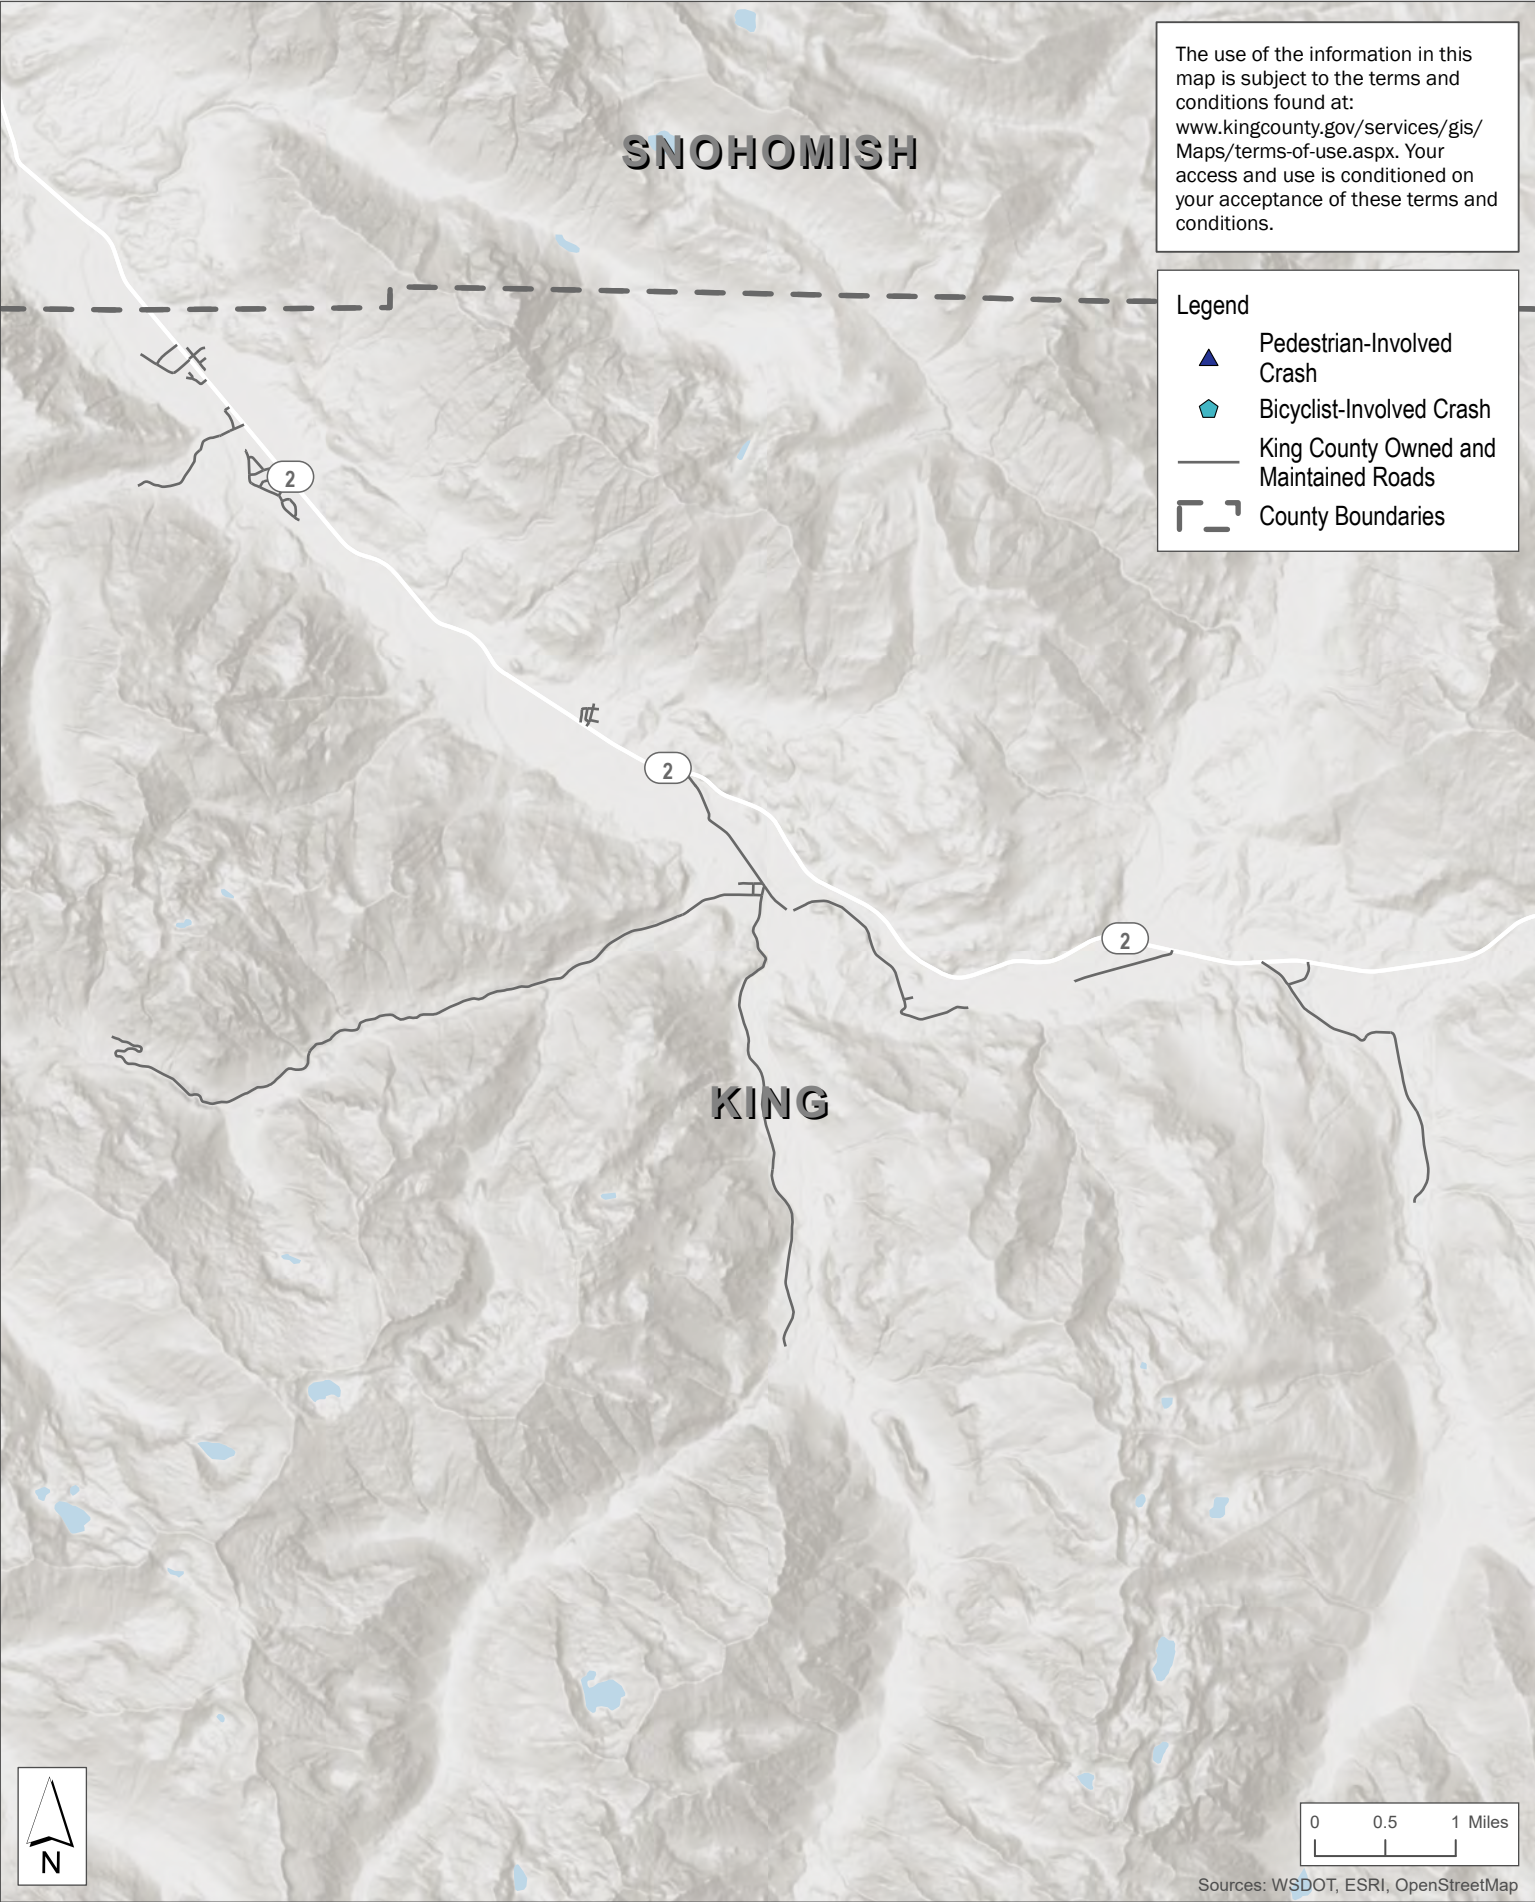 The use of the information in this
map is subject to the terms and
conditions found at:
www.kingcounty.gov/services/gis/
Maps/terms-of-use.aspx. Your
access and use is conditioned on
your acceptance of these terms and
conditions.
SNOHOMISH
Legend
Pedestrian-Involved
Crash
Bicyclist-Involved Crash
King County Owned and
Maintained Roads
County Boundaries
2
2
2
KING
N
0 0.5 1 Miles
Sources: WSDOT, ESRI, OpenStreetMap